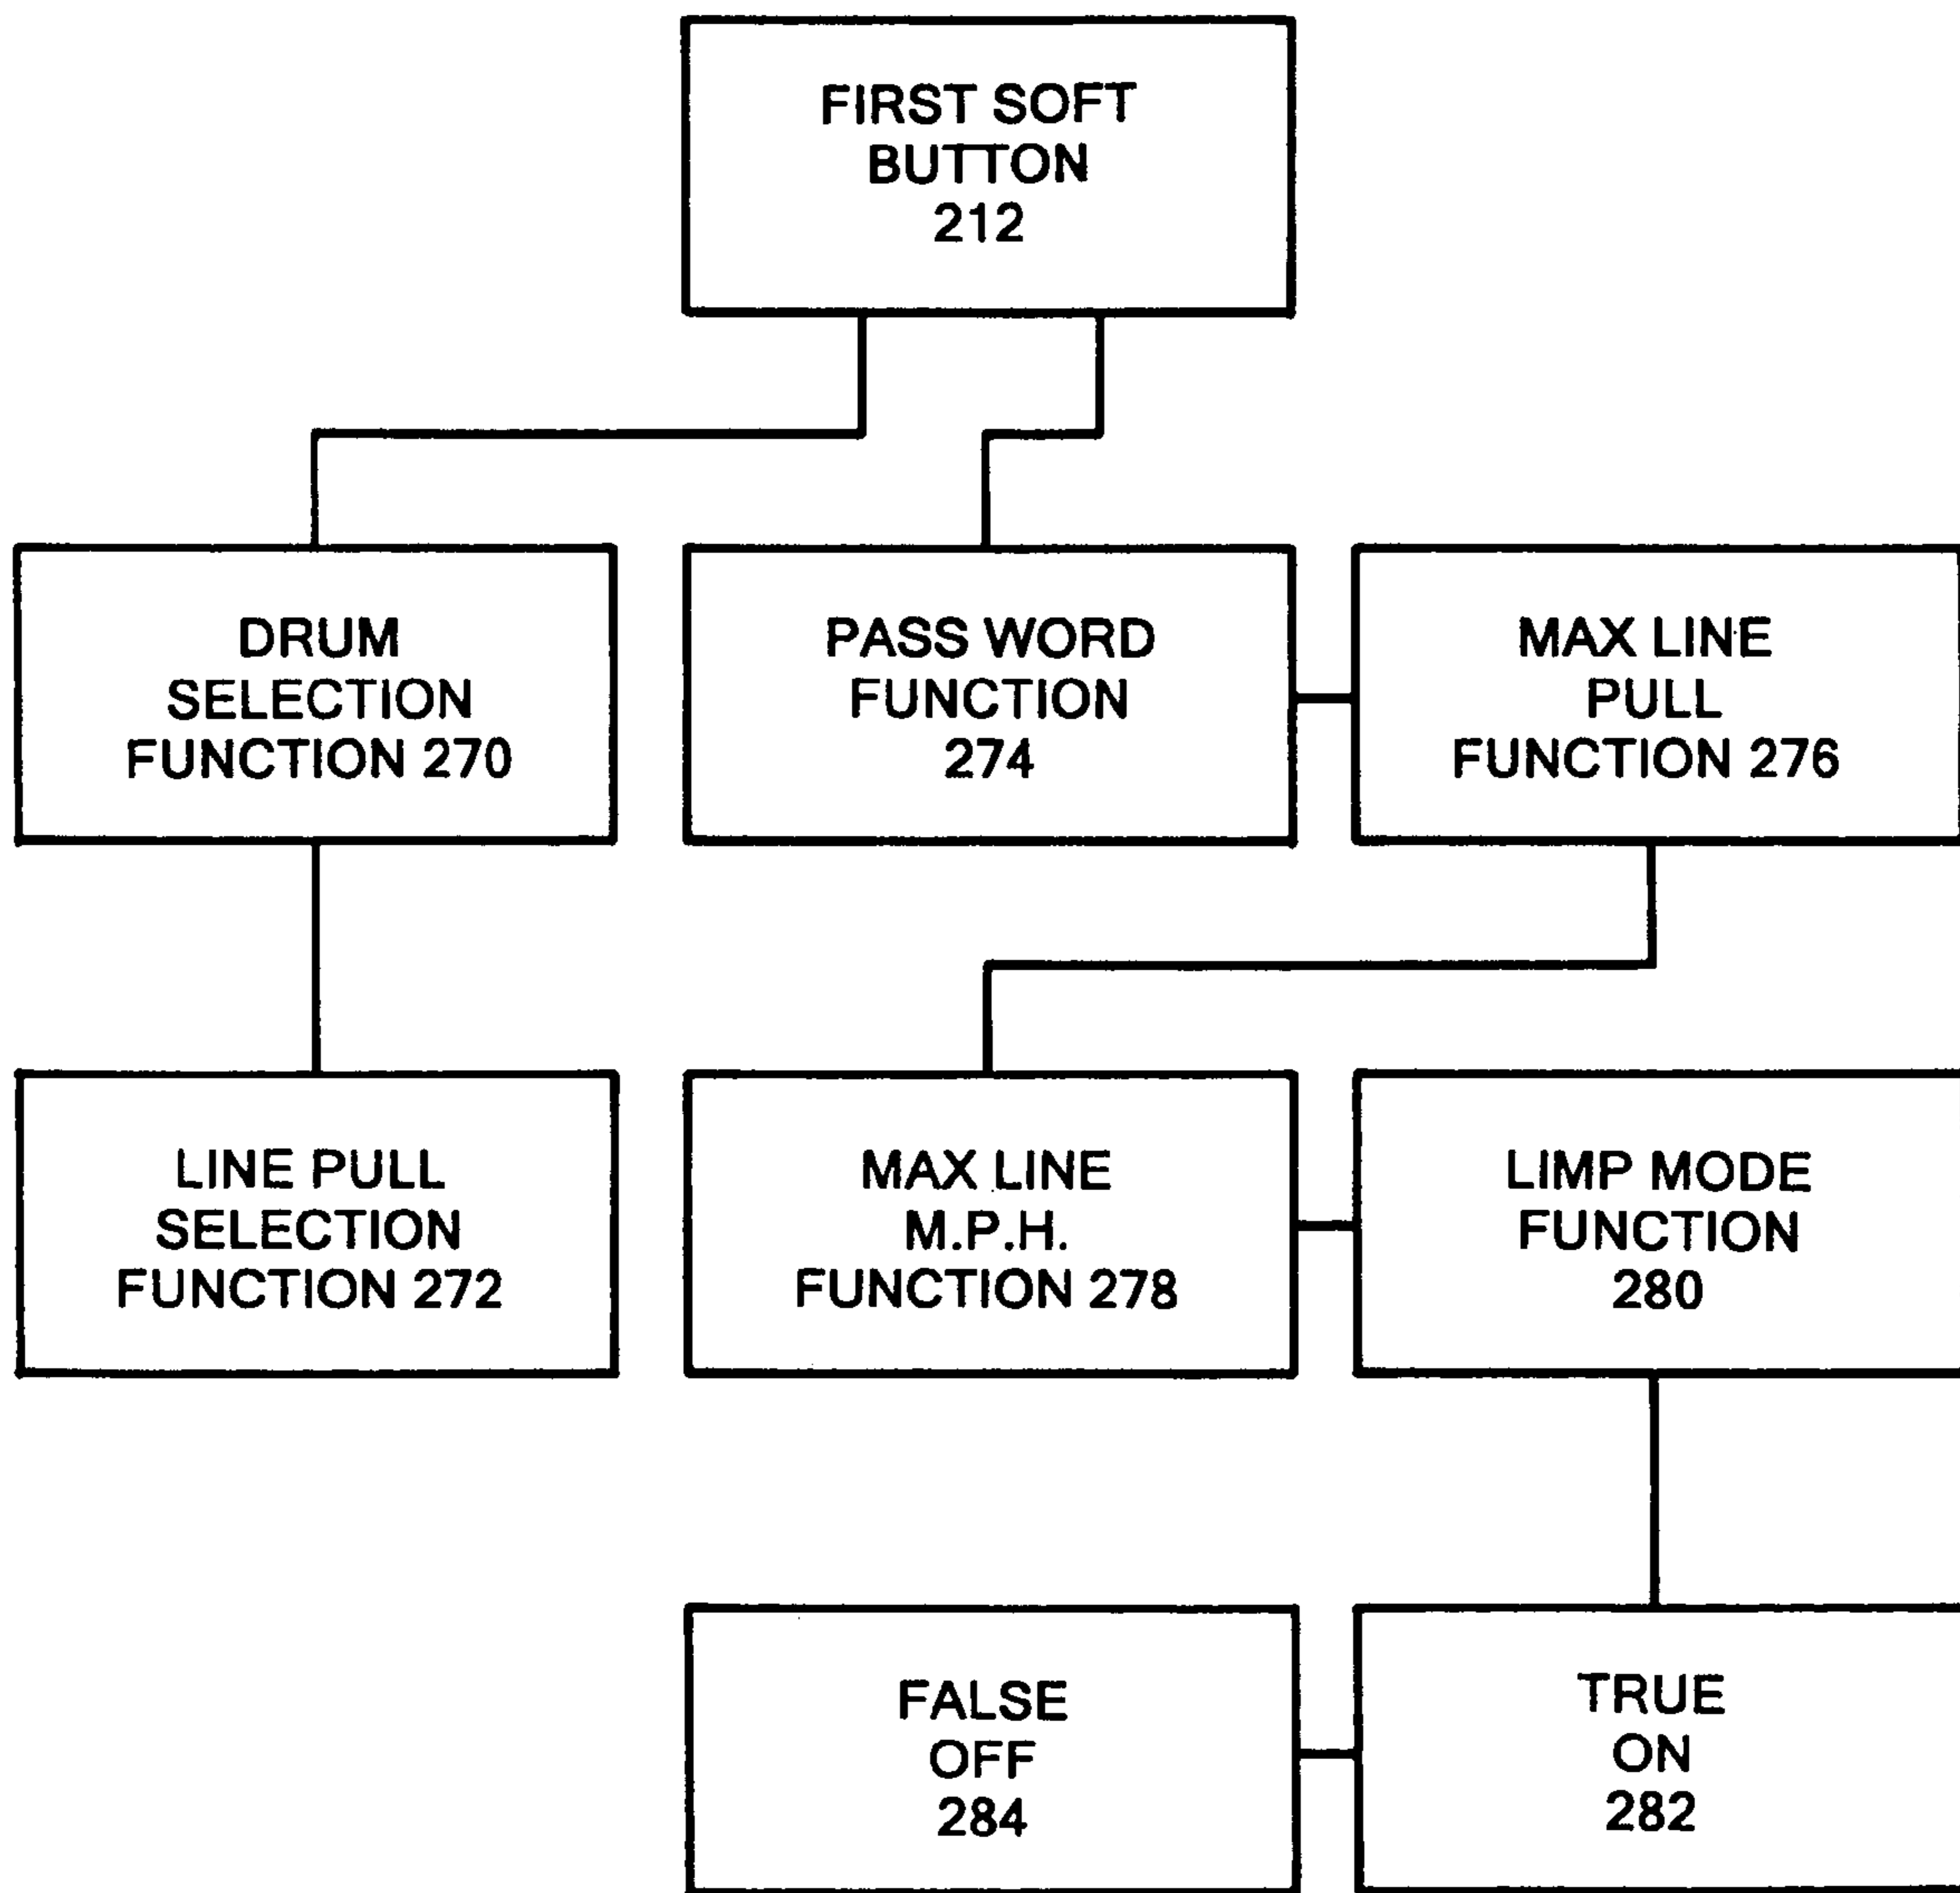 FIRST SOFT
BUTTON
212
DRUM
SELECTION
FUNCTION 270
PASS WORD
FUNCTION
274
MAX LINE
PULL
FUNCTION 276
LINE PULL
SELECTION
FUNCTION 272
MAX LINE
M.P.H.
FUNCTION 278
LIMP MODE
FUNCTION
280
FALSE
OFF
284
TRUE
ON
282